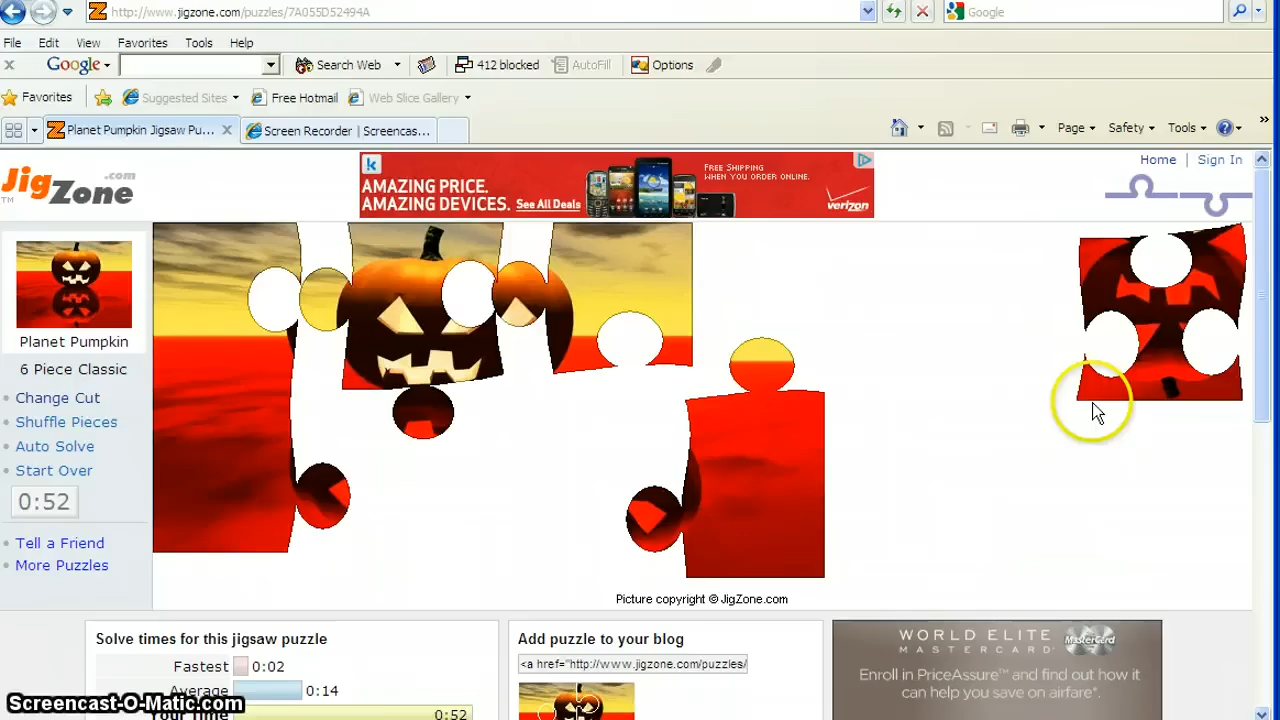 http://www.jigzone.com/puzzles/7A055D52494A
Google
File Edit View Favorites Tools Help
Google Search Web 412 blocked AutoFill Options
Favorites Suggested Sites Free Hotmail Web Slice Gallery
Planet Pumpkin Jigsaw Pu... Screen Recorder | Screencas... Page Safety Tools
JigZone.com
TM
k AMAZING PRICE,
AMAZING DEVICES. See All Deals
FREE SHIPPING
WHEN YOU ORDER ONLINE.
verizon
Home | Sign In
Planet Pumpkin
6 Piece Classic
Change Cut
Shuffle Pieces
Auto Solve
Start Over
0:52
Tell a Friend
More Puzzles
Picture copyright © JigZone.com
Solve times for this jigsaw puzzle
Fastest 0:02
Average 0:14
Your Time 0:52
Add puzzle to your blog
<a href="http://www.jigzone.com/puzzles/
WORLD ELITE
MASTERCARD
MasterCard
Enroll in PriceAssure™ and find out how it
can help you save on airfare*.
Screencast-O-Matic.com